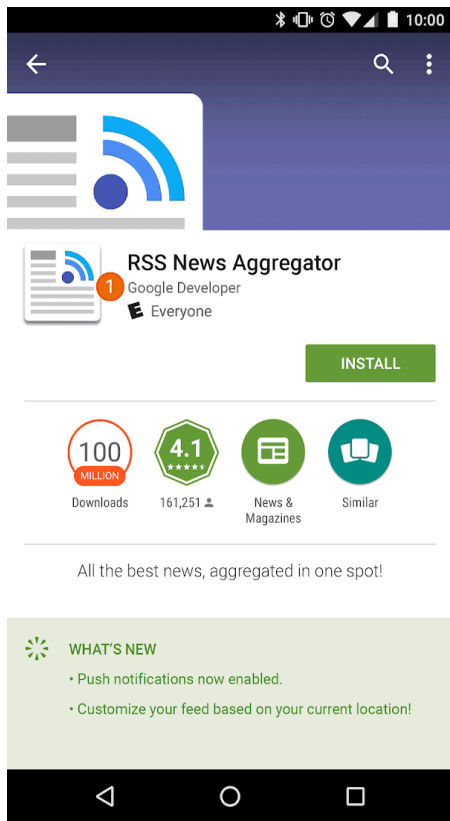 10:00
RSS News Aggregator
1
Google Developer
E Everyone
INSTALL
100
MILLION
4.1
Downloads
161,251
News &
Magazines
Similar
All the best news, aggregated in one spot!
WHAT'S NEW
• Push notifications now enabled.
• Customize your feed based on your current location!